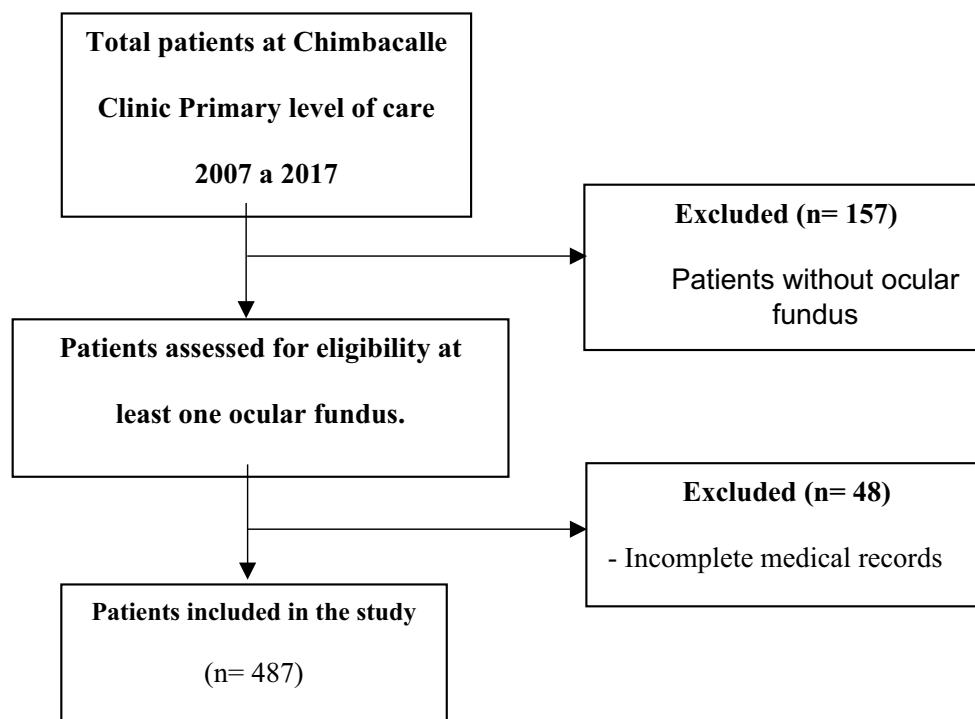 Total patients at Chimbacalle
Clinic Primary level of care
2007 a 2017
Excluded (n= 157)
Patients without ocular
fundus
Patients assessed for eligibility at
least one ocular fundus.
Excluded (n= 48)
- Incomplete medical records
Patients included in the study
(n= 487)